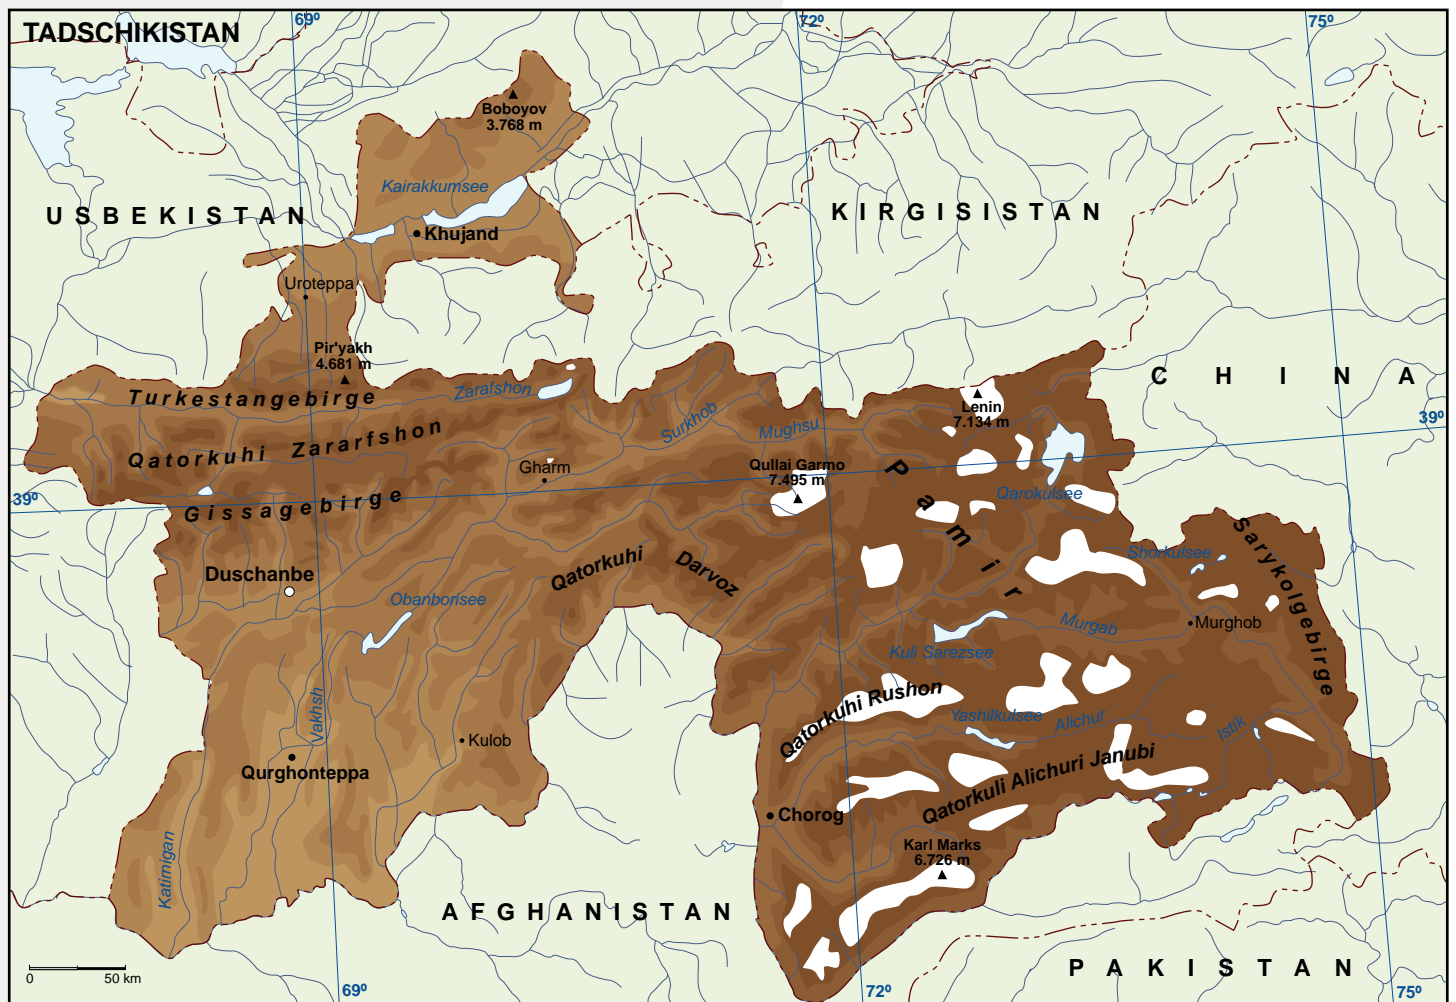 TADSCHIKISTAN
69º
72º
75º
Boboyov
3.768 m
Kairakkumsee
USBEKISTAN
KIRGISISTAN
Khujand
Uroteppa
Pir'yakh
4.681 m
CHINA
Turkestangebirge
Zarafshon
Lenin
7.134 m
39º
Surkhob
Mughsu
Qatorkuhi Zararfshon
Gharm
Qullai Garmo
7.495 m
Pamir
Qarokulsee
39º
Gissagebirge
Sarykolgebirge
Shorkulsee
Duschanbe
Qatorkuhi Darvoz
Obanborisee
Murgab
Murghob
Kuli Sarezsee
Vakhsh
Qatorkuhi Rushon
Yashilkulsee
Alichur
Istik
Kulob
Qurghonteppa
Qatorkuli Alichuri Janubi
Chorog
Karl Marks
6.726 m
Katimigan
AFGHANISTAN
PAKISTAN
0 50 km
69º
72º
75º